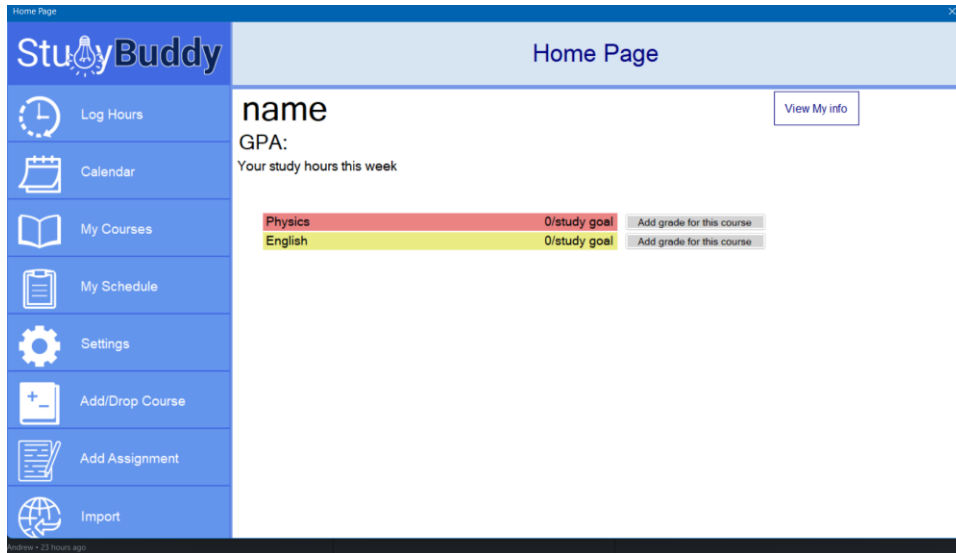 Home Page
StudyBuddy
Home Page
Log Hours
Calendar
My Courses
My Schedule
Settings
Add/Drop Course
Add Assignment
Import
name
View My info
GPA:
Your study hours this week
Physics 0/study goal Add grade for this course
English 0/study goal Add grade for this course
Andrew • 23 hours ago